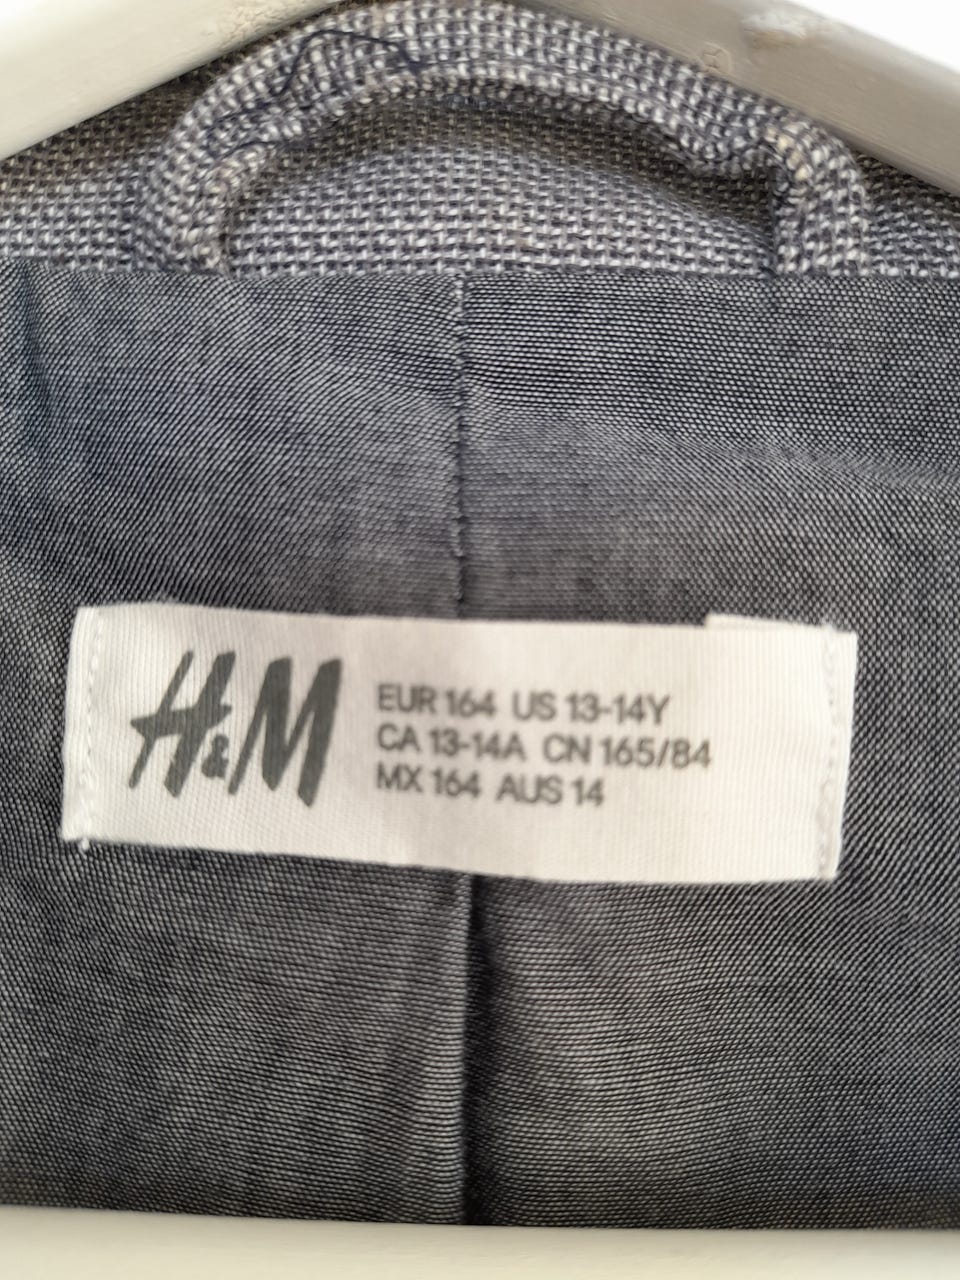 H&M
EUR 164 US 13-14Y
CA 13-14A CN 165/84
MX 164 AUS 14